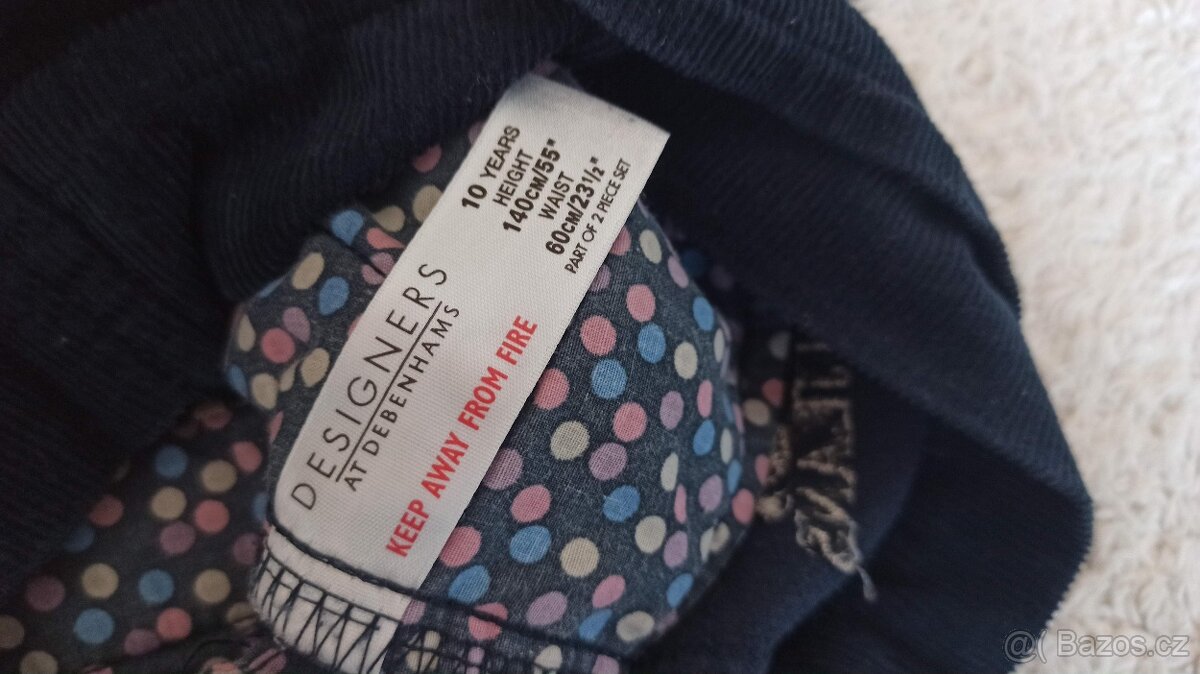 10 YEARS
HEIGHT
140CM/55"
WAIST
60CM/23½"
PART OF 2 PIECE SET
DESIGNERS
AT DEBENHAMS
KEEP AWAY FROM FIRE
@( Bazos.cz